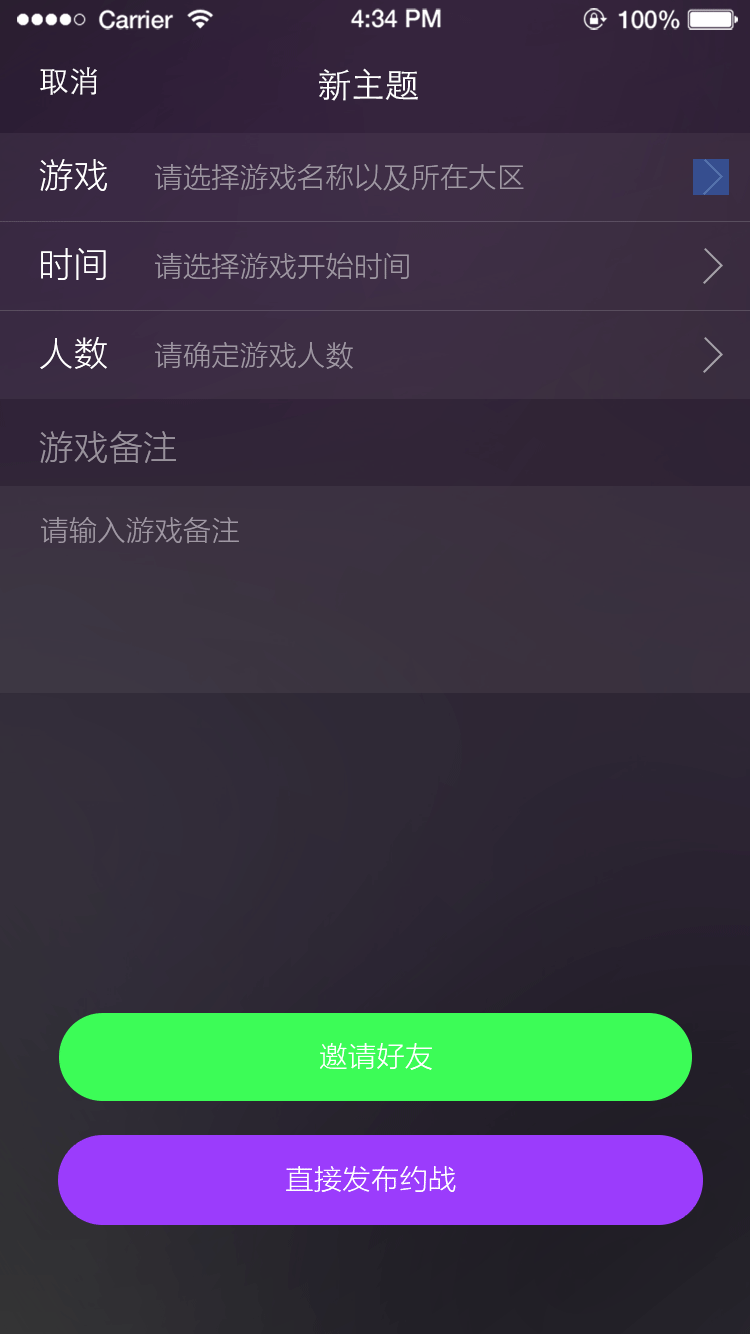 Carrier 4:34 PM 100%
取消 新主题
游戏 请选择游戏名称以及所在大区
时间 请选择游戏开始时间
人数 请确定游戏人数
游戏备注
请输入游戏备注
邀请好友
直接发布约战